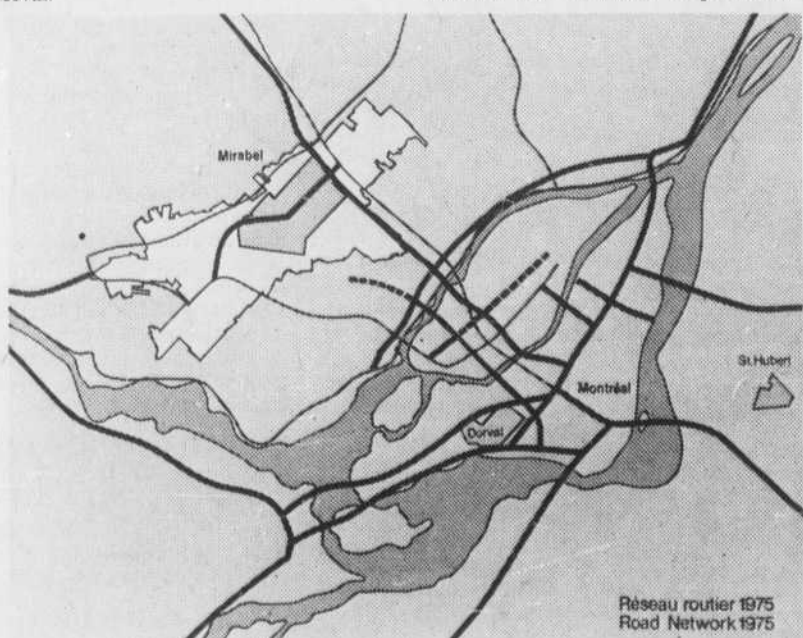 Mirabel
St. Hubert
Montréal
Dorval
Réseau routier 1975
Road Network 1975